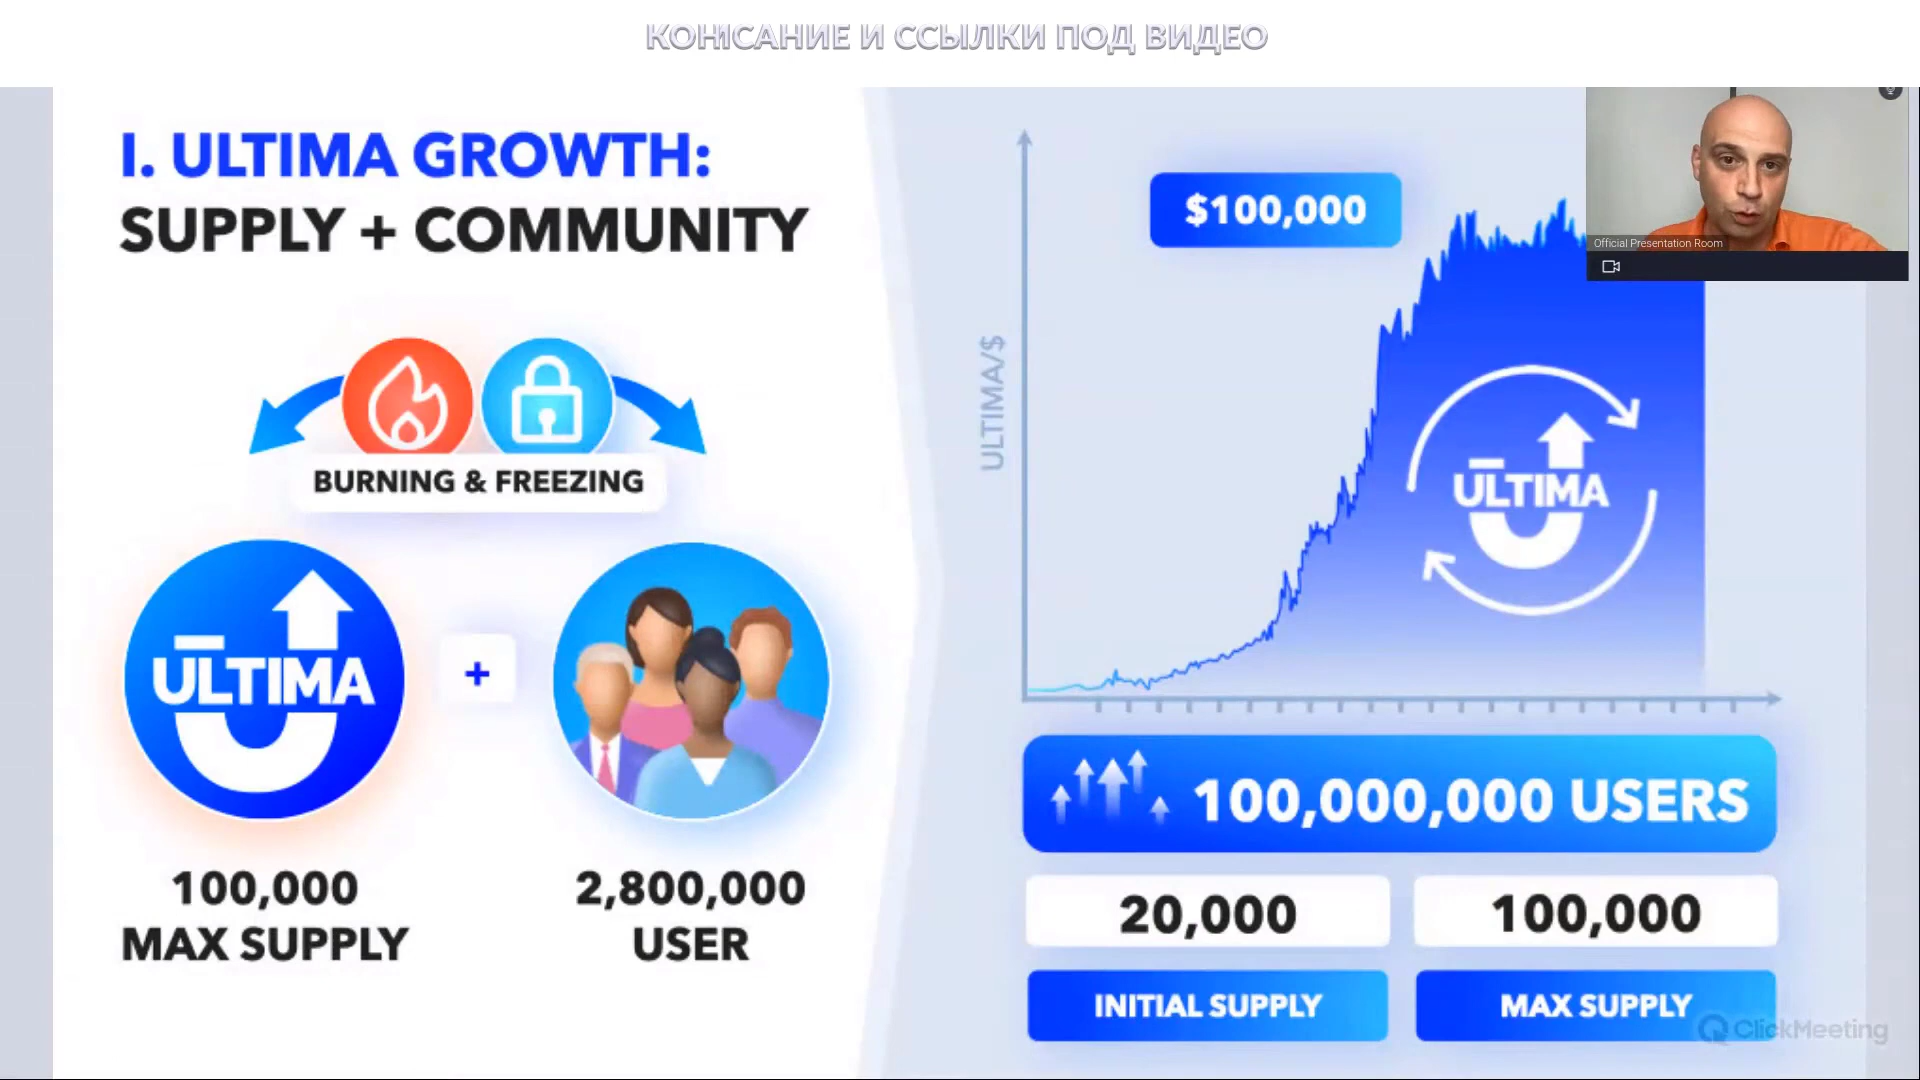 И ССЫЛКИ ПОД ВИДЕО
I. ULTIMA GROWTH:
SUPPLY + COMMUNITY
BURNING & FREEZING
ULTIMA
+
100,000
MAX SUPPLY
2,800,000
USER
$100,000
Official Presentation Room
ULTIMA/$
ULTIMA
100,000,000 USERS
20,000
100,000
INITIAL SUPPLY
MAX SUPPLY
ClickMeeting